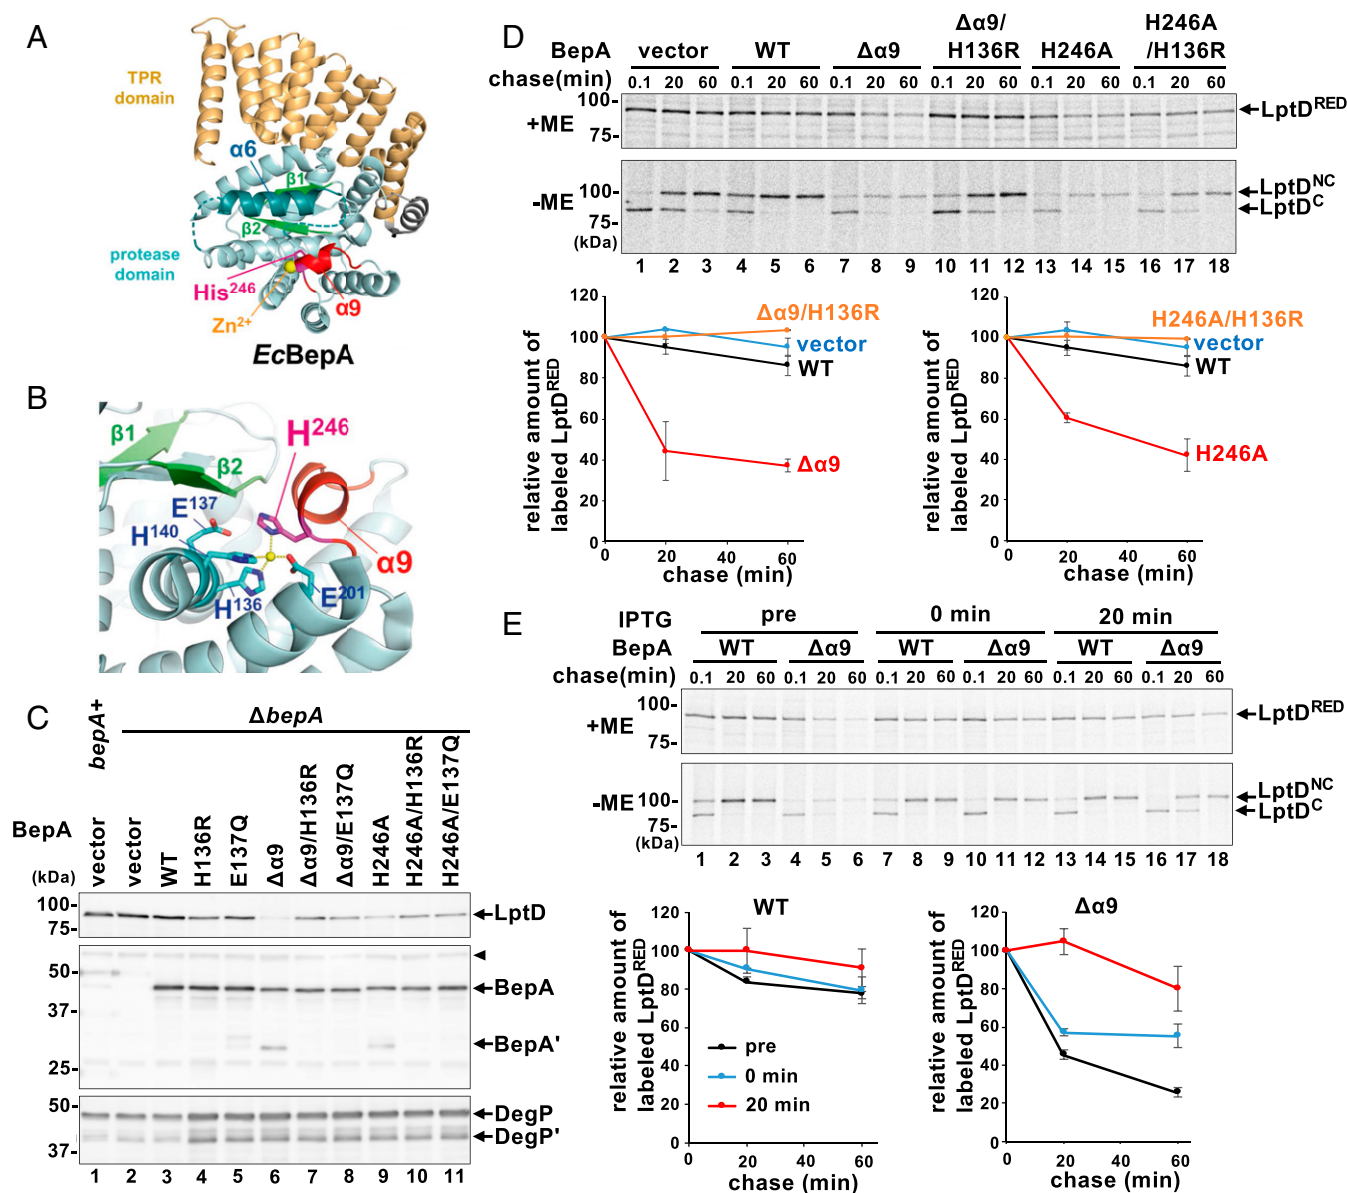 A
TPR
domain
α6
β1
β2
protease
domain
His246
Zn2+
α9
EcBepA
B
β1
β2
H246
E137
H140
α9
H136
E201
C
bepA+
ΔbepA
BepA
vector
vector
WT
H136R
E137Q
Δα9
Δα9/H136R
Δα9/E137Q
H246A
H246A/H136R
H246A/E137Q
(kDa)
100-
75-
LptD
50-
37-
25-
BepA
BepA'
50-
37-
DegP
DegP'
1 2 3 4 5 6 7 8 9 10 11
D
BepA vector WT Δα9 Δα9/H136R H246A H246A/H136R
chase(min) 0.1 20 60 0.1 20 60 0.1 20 60 0.1 20 60 0.1 20 60 0.1 20 60
+ME
100-
75-
LptDRED
-ME
100-
75-
(kDa)
LptDNC
LptDC
1 2 3 4 5 6 7 8 9 10 11 12 13 14 15 16 17 18
relative amount of
labeled LptDRED
120
100
80
60
40
20
0
Δα9/H136R
vector
WT
Δα9
0 20 40 60
chase (min)
relative amount of
labeled LptDRED
120
100
80
60
40
20
0
H246A/H136R
vector
WT
H246A
0 20 40 60
chase (min)
E
IPTG pre 0 min 20 min
BepA WT Δα9 WT Δα9 WT Δα9
chase(min) 0.1 20 60 0.1 20 60 0.1 20 60 0.1 20 60 0.1 20 60 0.1 20 60
+ME
100-
75-
LptDRED
-ME
100-
75-
(kDa)
LptDNC
LptDC
1 2 3 4 5 6 7 8 9 10 11 12 13 14 15 16 17 18
WT
relative amount of
labeled LptDRED
120
100
80
60
40
20
0
pre
0 min
20 min
0 20 40 60
chase (min)
Δα9
relative amount of
labeled LptDRED
120
100
80
60
40
20
0
0 20 40 60
chase (min)